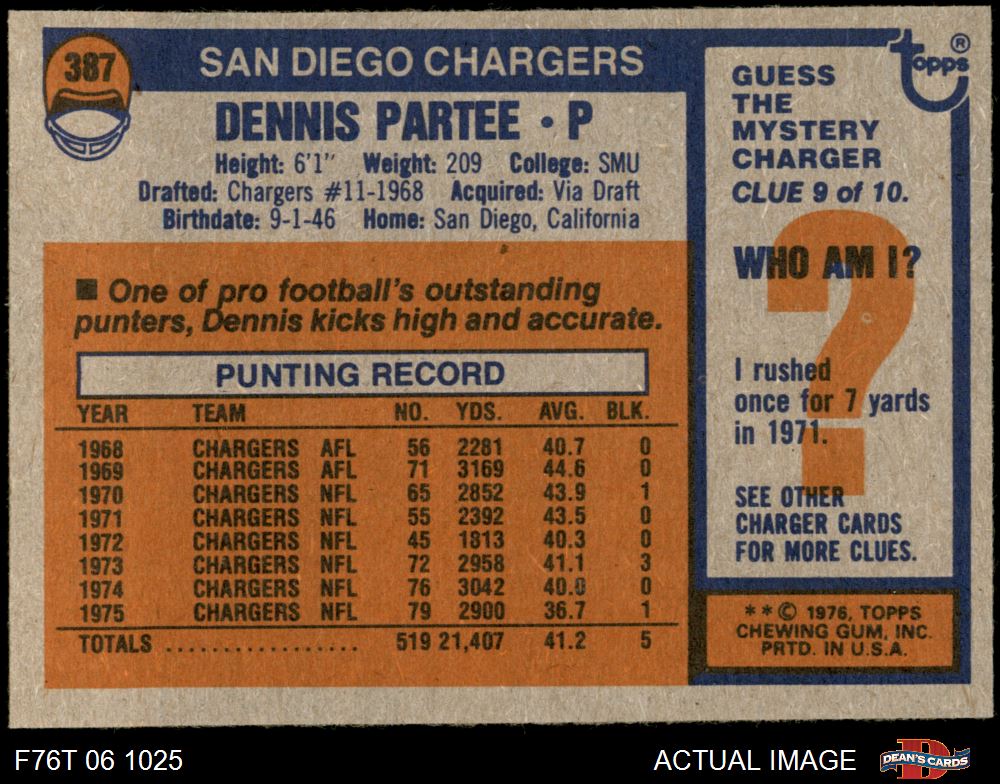 387
SAN DIEGO CHARGERS
DENNIS PARTEE • P
Height: 6'1" Weight: 209 College: SMU
Drafted: Chargers #11-1968 Acquired: Via Draft
Birthdate: 9-1-46 Home: San Diego, California
■ One of pro football's outstanding
punters, Dennis kicks high and accurate.
PUNTING RECORD
YEAR TEAM NO. YDS. AVG. BLK.
1968 CHARGERS AFL 56 2281 40.7 0
1969 CHARGERS AFL 71 3169 44.6 0
1970 CHARGERS NFL 65 2852 43.9 1
1971 CHARGERS NFL 55 2392 43.5 0
1972 CHARGERS NFL 45 1813 40.3 0
1973 CHARGERS NFL 72 2958 41.1 3
1974 CHARGERS NFL 76 3042 40.0 0
1975 CHARGERS NFL 79 2900 36.7 1
TOTALS .................. 519 21,407 41.2 5
topps ®
GUESS
THE
MYSTERY
CHARGER
CLUE 9 of 10.
?
WHO AM I?
I rushed
once for 7 yards
in 1971.
SEE OTHER
CHARGER CARDS
FOR MORE CLUES.
**© 1976, TOPPS
CHEWING GUM, INC.
PRTD. IN U.S.A.
F76T 06 1025
ACTUAL IMAGE
D
DEAN'S CARDS